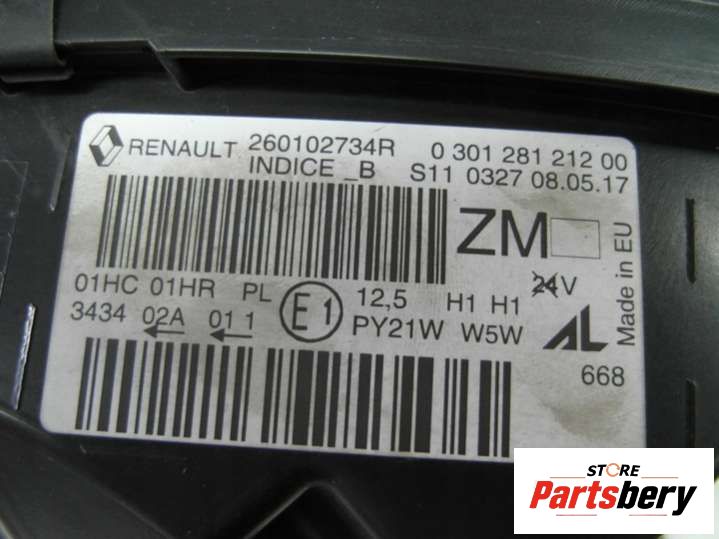 RENAULT 260102734R 0 301 281 212 00
INDICE _B S11 0327 08.05.17
ZM
Made in EU
01HC 01HR PL E1 12,5 H1 H1 24V
3434 02A 01 1 PY21W W5W AL
668
STORE
Partsbery